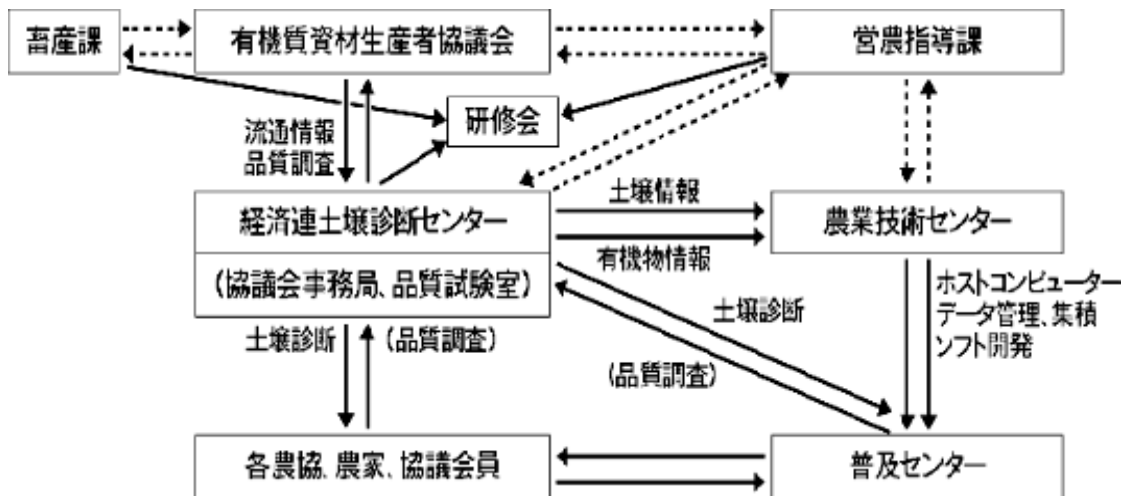 畜産課
有機質資材生産者協議会
営農指導課
研修会
流通情報
品質調査
経済連土壌診断センター
(協議会事務局、品質試験室)
土壌情報
有機物情報
農業技術センター
土壌診断
(品質調査)
土壌診断
(品質調査)
ホストコンピューター
データ管理、集積
ソフト開発
各農協、農家、協議会員
普及センター